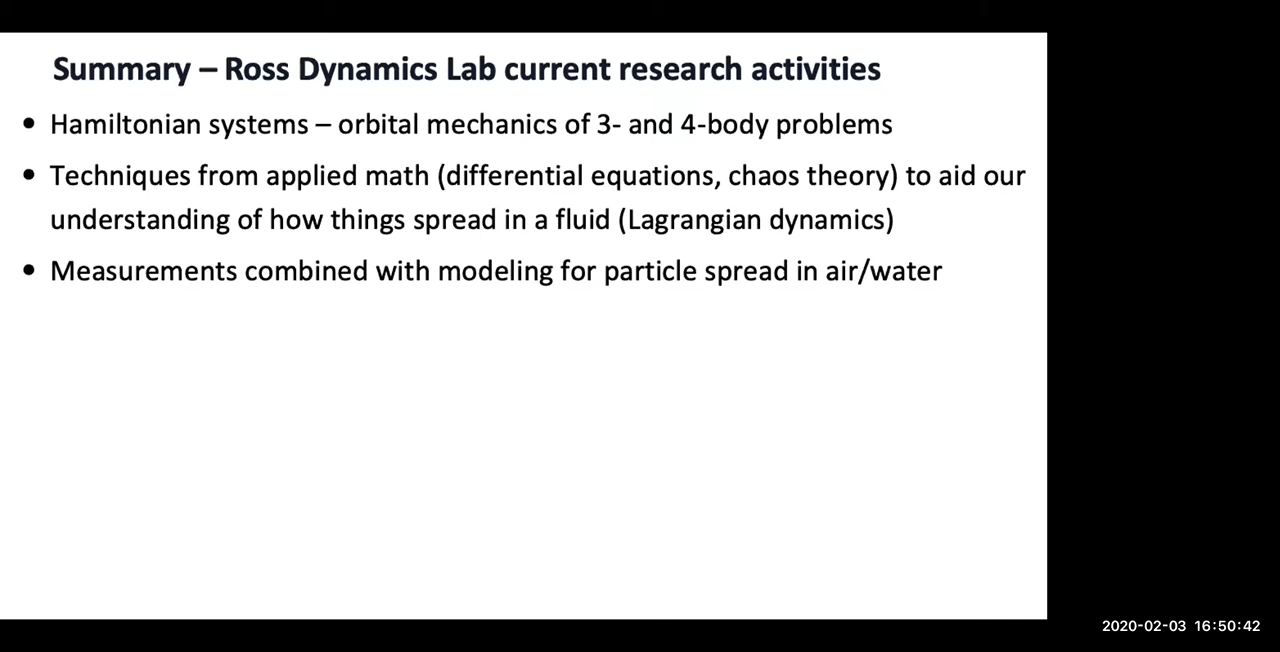 Summary – Ross Dynamics Lab current research activities
• Hamiltonian systems – orbital mechanics of 3- and 4-body problems
• Techniques from applied math (differential equations, chaos theory) to aid our
understanding of how things spread in a fluid (Lagrangian dynamics)
• Measurements combined with modeling for particle spread in air/water
2020-02-03 16:50:42